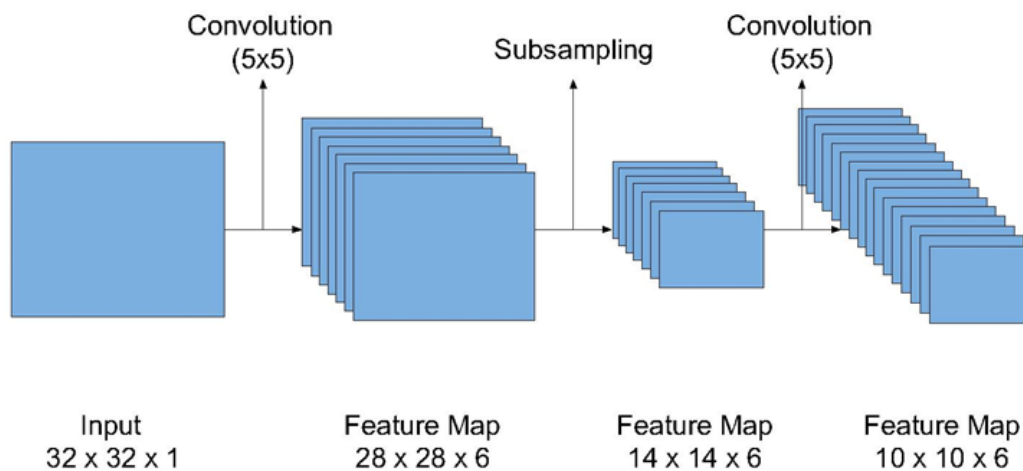 Convolution
(5x5)
Subsampling
Convolution
(5x5)
Input
32 x 32 x 1
Feature Map
28 x 28 x 6
Feature Map
14 x 14 x 6
Feature Map
10 x 10 x 6